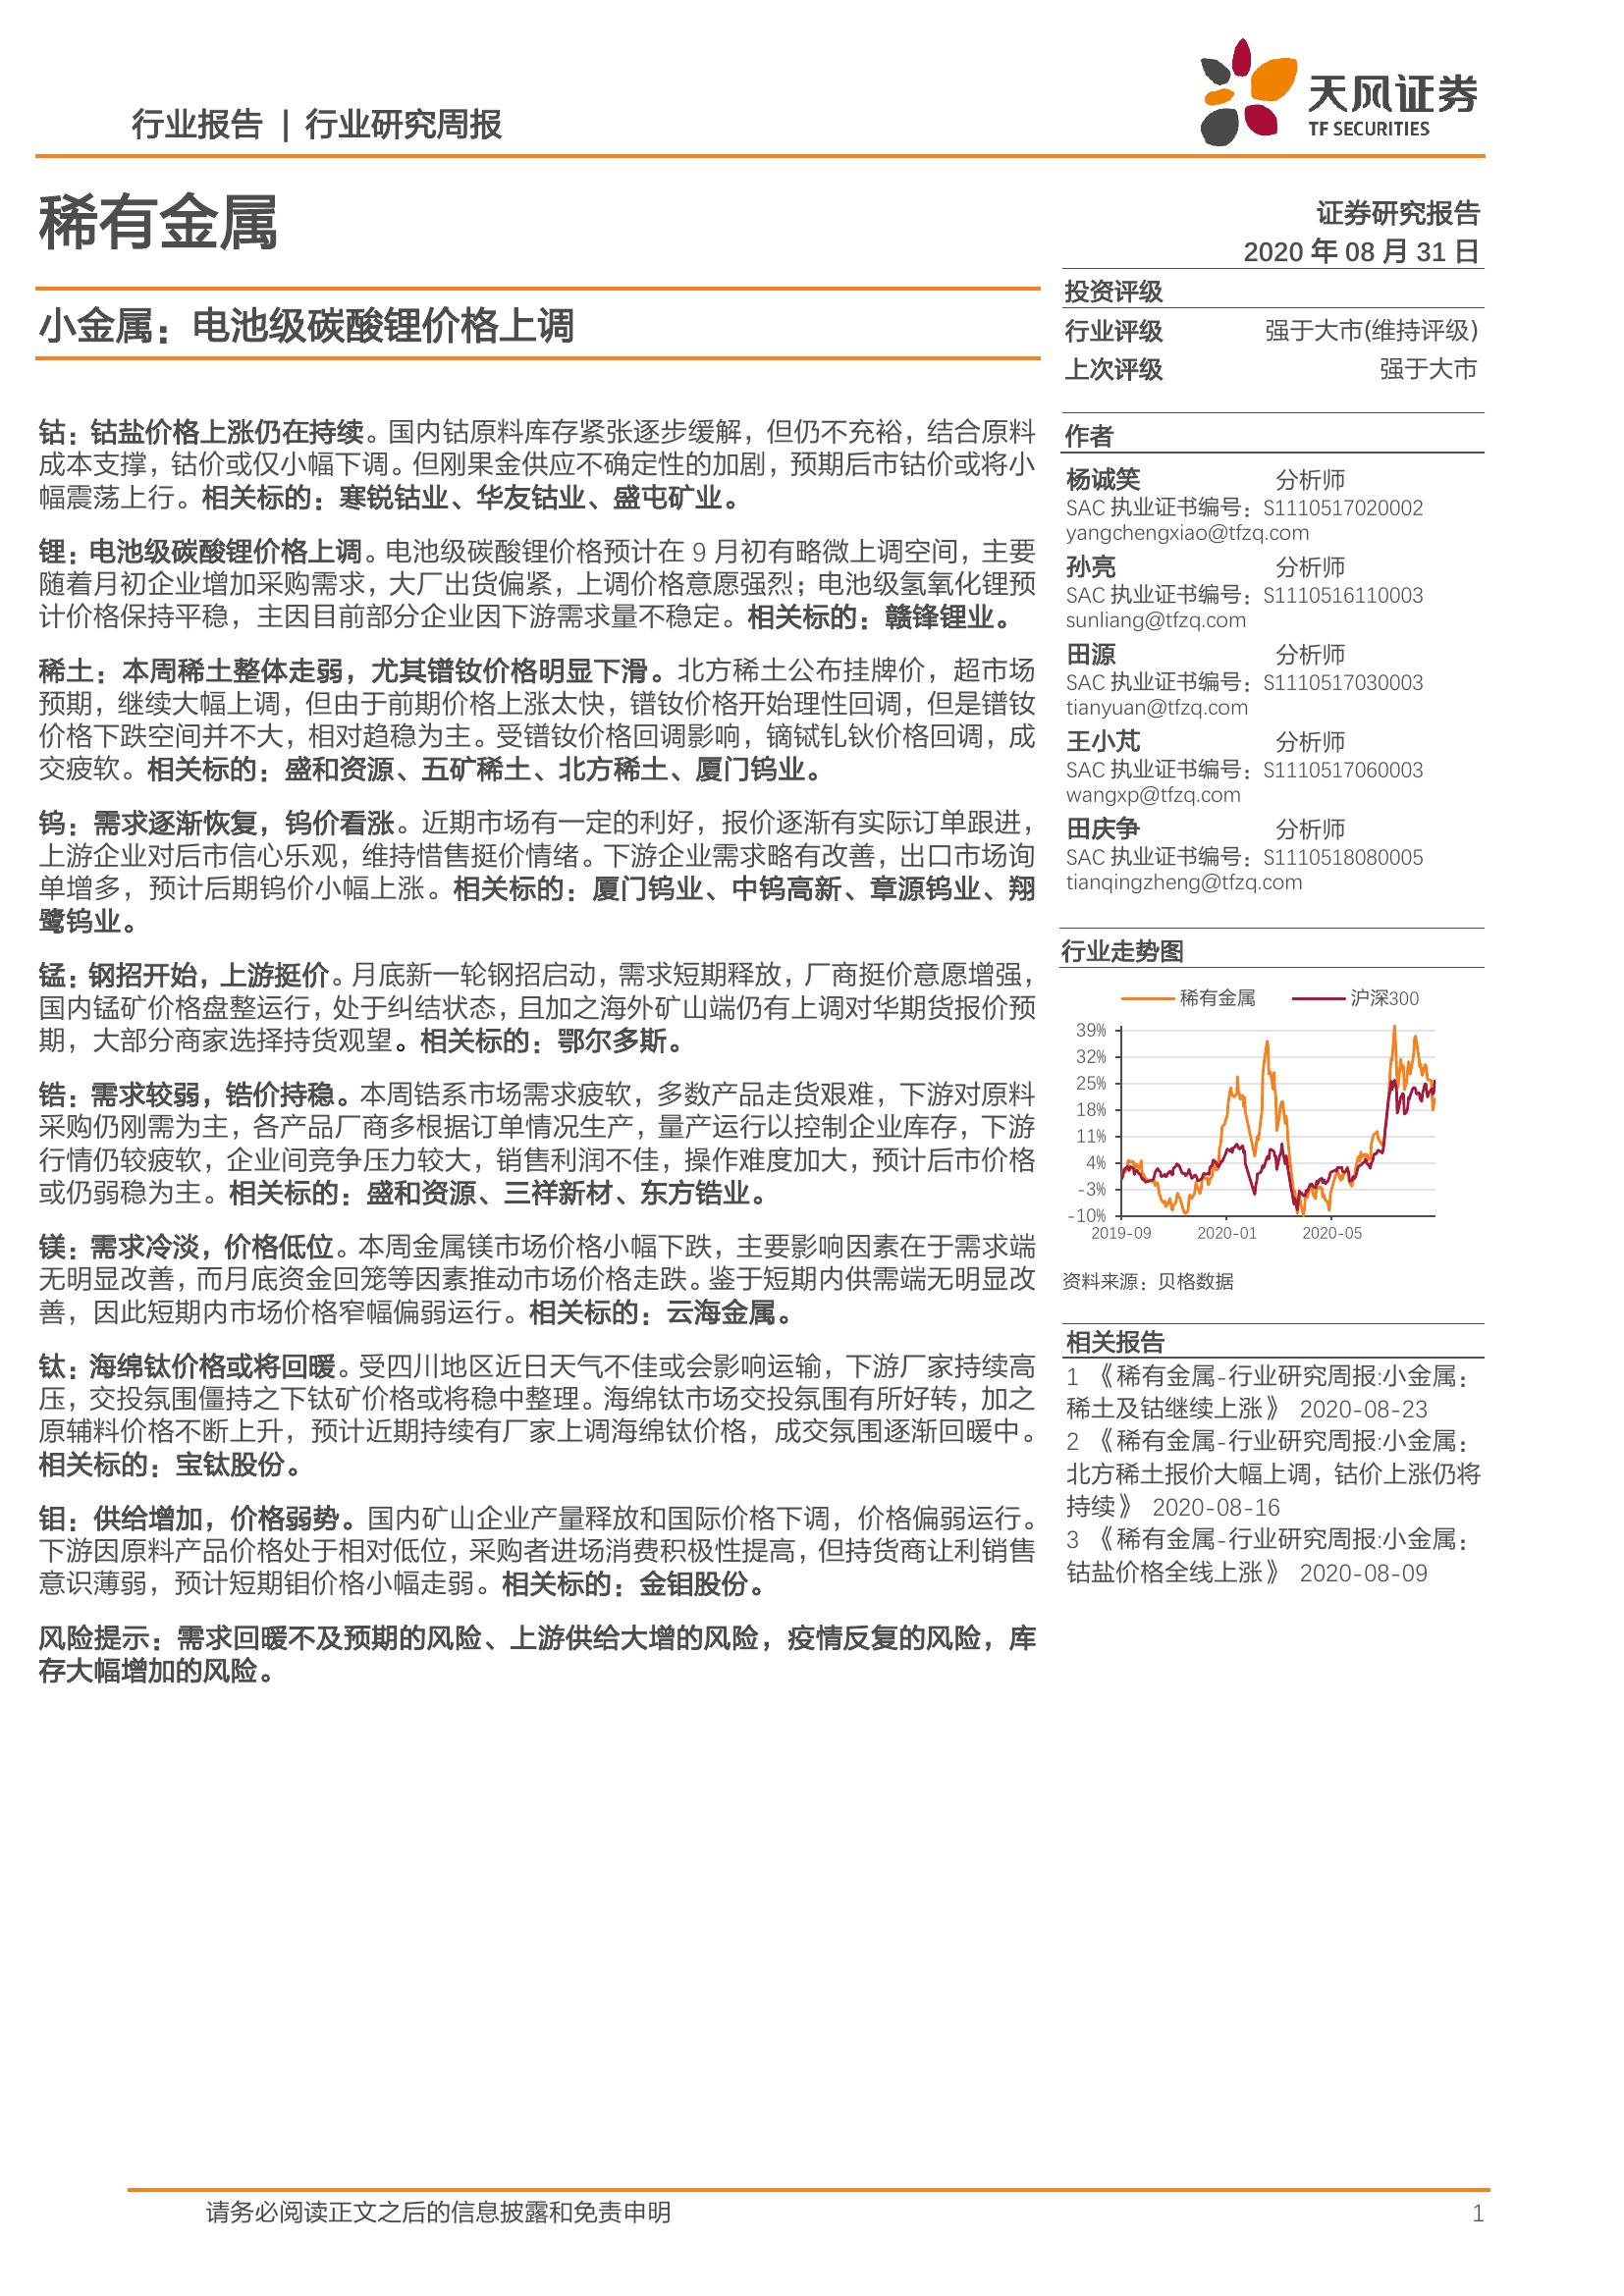 行业报告 | 行业研究周报
天风证券
TF SECURITIES
稀有金属
证券研究报告
2020 年 08 月 31 日
小金属：电池级碳酸锂价格上调
投资评级
行业评级 强于大市(维持评级)
上次评级 强于大市
钴：钴盐价格上涨仍在持续。国内钴原料库存紧张逐步缓解，但仍不充裕，结合原料
成本支撑，钴价或仅小幅下调。但刚果金供应不确定性的加剧，预期后市钴价或将小
幅震荡上行。相关标的：寒锐钴业、华友钴业、盛屯矿业。
锂：电池级碳酸锂价格上调。电池级碳酸锂价格预计在 9 月初有略微上调空间，主要
随着月初企业增加采购需求，大厂出货偏紧，上调价格意愿强烈；电池级氢氧化锂预
计价格保持平稳，主因目前部分企业因下游需求量不稳定。相关标的：赣锋锂业。
稀土：本周稀土整体走弱，尤其镨钕价格明显下滑。北方稀土公布挂牌价，超市场
预期，继续大幅上调，但由于前期价格上涨太快，镨钕价格开始理性回调，但是镨钕
价格下跌空间并不大，相对趋稳为主。受镨钕价格回调影响，镝铽钆钬价格回调，成
交疲软。相关标的：盛和资源、五矿稀土、北方稀土、厦门钨业。
钨：需求逐渐恢复，钨价看涨。近期市场有一定的利好，报价逐渐有实际订单跟进，
上游企业对后市信心乐观，维持惜售挺价情绪。下游企业需求略有改善，出口市场询
单增多，预计后期钨价小幅上涨。相关标的：厦门钨业、中钨高新、章源钨业、翔
鹭钨业。
锰：钢招开始，上游挺价。月底新一轮钢招启动，需求短期释放，厂商挺价意愿增强，
国内锰矿价格盘整运行，处于纠结状态，且加之海外矿山端仍有上调对华期货报价预
期，大部分商家选择持货观望。相关标的：鄂尔多斯。
锆：需求较弱，锆价持稳。本周锆系市场需求疲软，多数产品走货艰难，下游对原料
采购仍刚需为主，各产品厂商多根据订单情况生产，量产运行以控制企业库存，下游
行情仍较疲软，企业间竞争压力较大，销售利润不佳，操作难度加大，预计后市价格
或仍弱稳为主。相关标的：盛和资源、三祥新材、东方锆业。
镁：需求冷淡，价格低位。本周金属镁市场价格小幅下跌，主要影响因素在于需求端
无明显改善，而月底资金回笼等因素推动市场价格走跌。鉴于短期内供需端无明显改
善，因此短期内市场价格窄幅偏弱运行。相关标的：云海金属。
钛：海绵钛价格或将回暖。受四川地区近日天气不佳或会影响运输，下游厂家持续高
压，交投氛围僵持之下钛矿价格或将稳中整理。海绵钛市场交投氛围有所好转，加之
原辅料价格不断上升，预计近期持续有厂家上调海绵钛价格，成交氛围逐渐回暖中。
相关标的：宝钛股份。
钼：供给增加，价格弱势。国内矿山企业产量释放和国际价格下调，价格偏弱运行。
下游因原料产品价格处于相对低位，采购者进场消费积极性提高，但持货商让利销售
意识薄弱，预计短期钼价格小幅走弱。相关标的：金钼股份。
风险提示：需求回暖不及预期的风险、上游供给大增的风险，疫情反复的风险，库
存大幅增加的风险。
作者
杨诚笑 分析师
SAC 执业证书编号：S1110517020002
yangchengxiao@tfzq.com
孙亮 分析师
SAC 执业证书编号：S1110516110003
sunliang@tfzq.com
田源 分析师
SAC 执业证书编号：S1110517030003
tianyuan@tfzq.com
王小芃 分析师
SAC 执业证书编号：S1110517060003
wangxp@tfzq.com
田庆争 分析师
SAC 执业证书编号：S1110518080005
tianqingzheng@tfzq.com
行业走势图
稀有金属 沪深300
39%
32%
25%
18%
11%
4%
-3%
-10%
2019-09 2020-01 2020-05
资料来源：贝格数据
相关报告
1 《稀有金属-行业研究周报:小金属：
稀土及钴继续上涨》 2020-08-23
2 《稀有金属-行业研究周报:小金属：
北方稀土报价大幅上调，钴价上涨仍将
持续》 2020-08-16
3 《稀有金属-行业研究周报:小金属：
钴盐价格全线上涨》 2020-08-09
请务必阅读正文之后的信息披露和免责申明 1